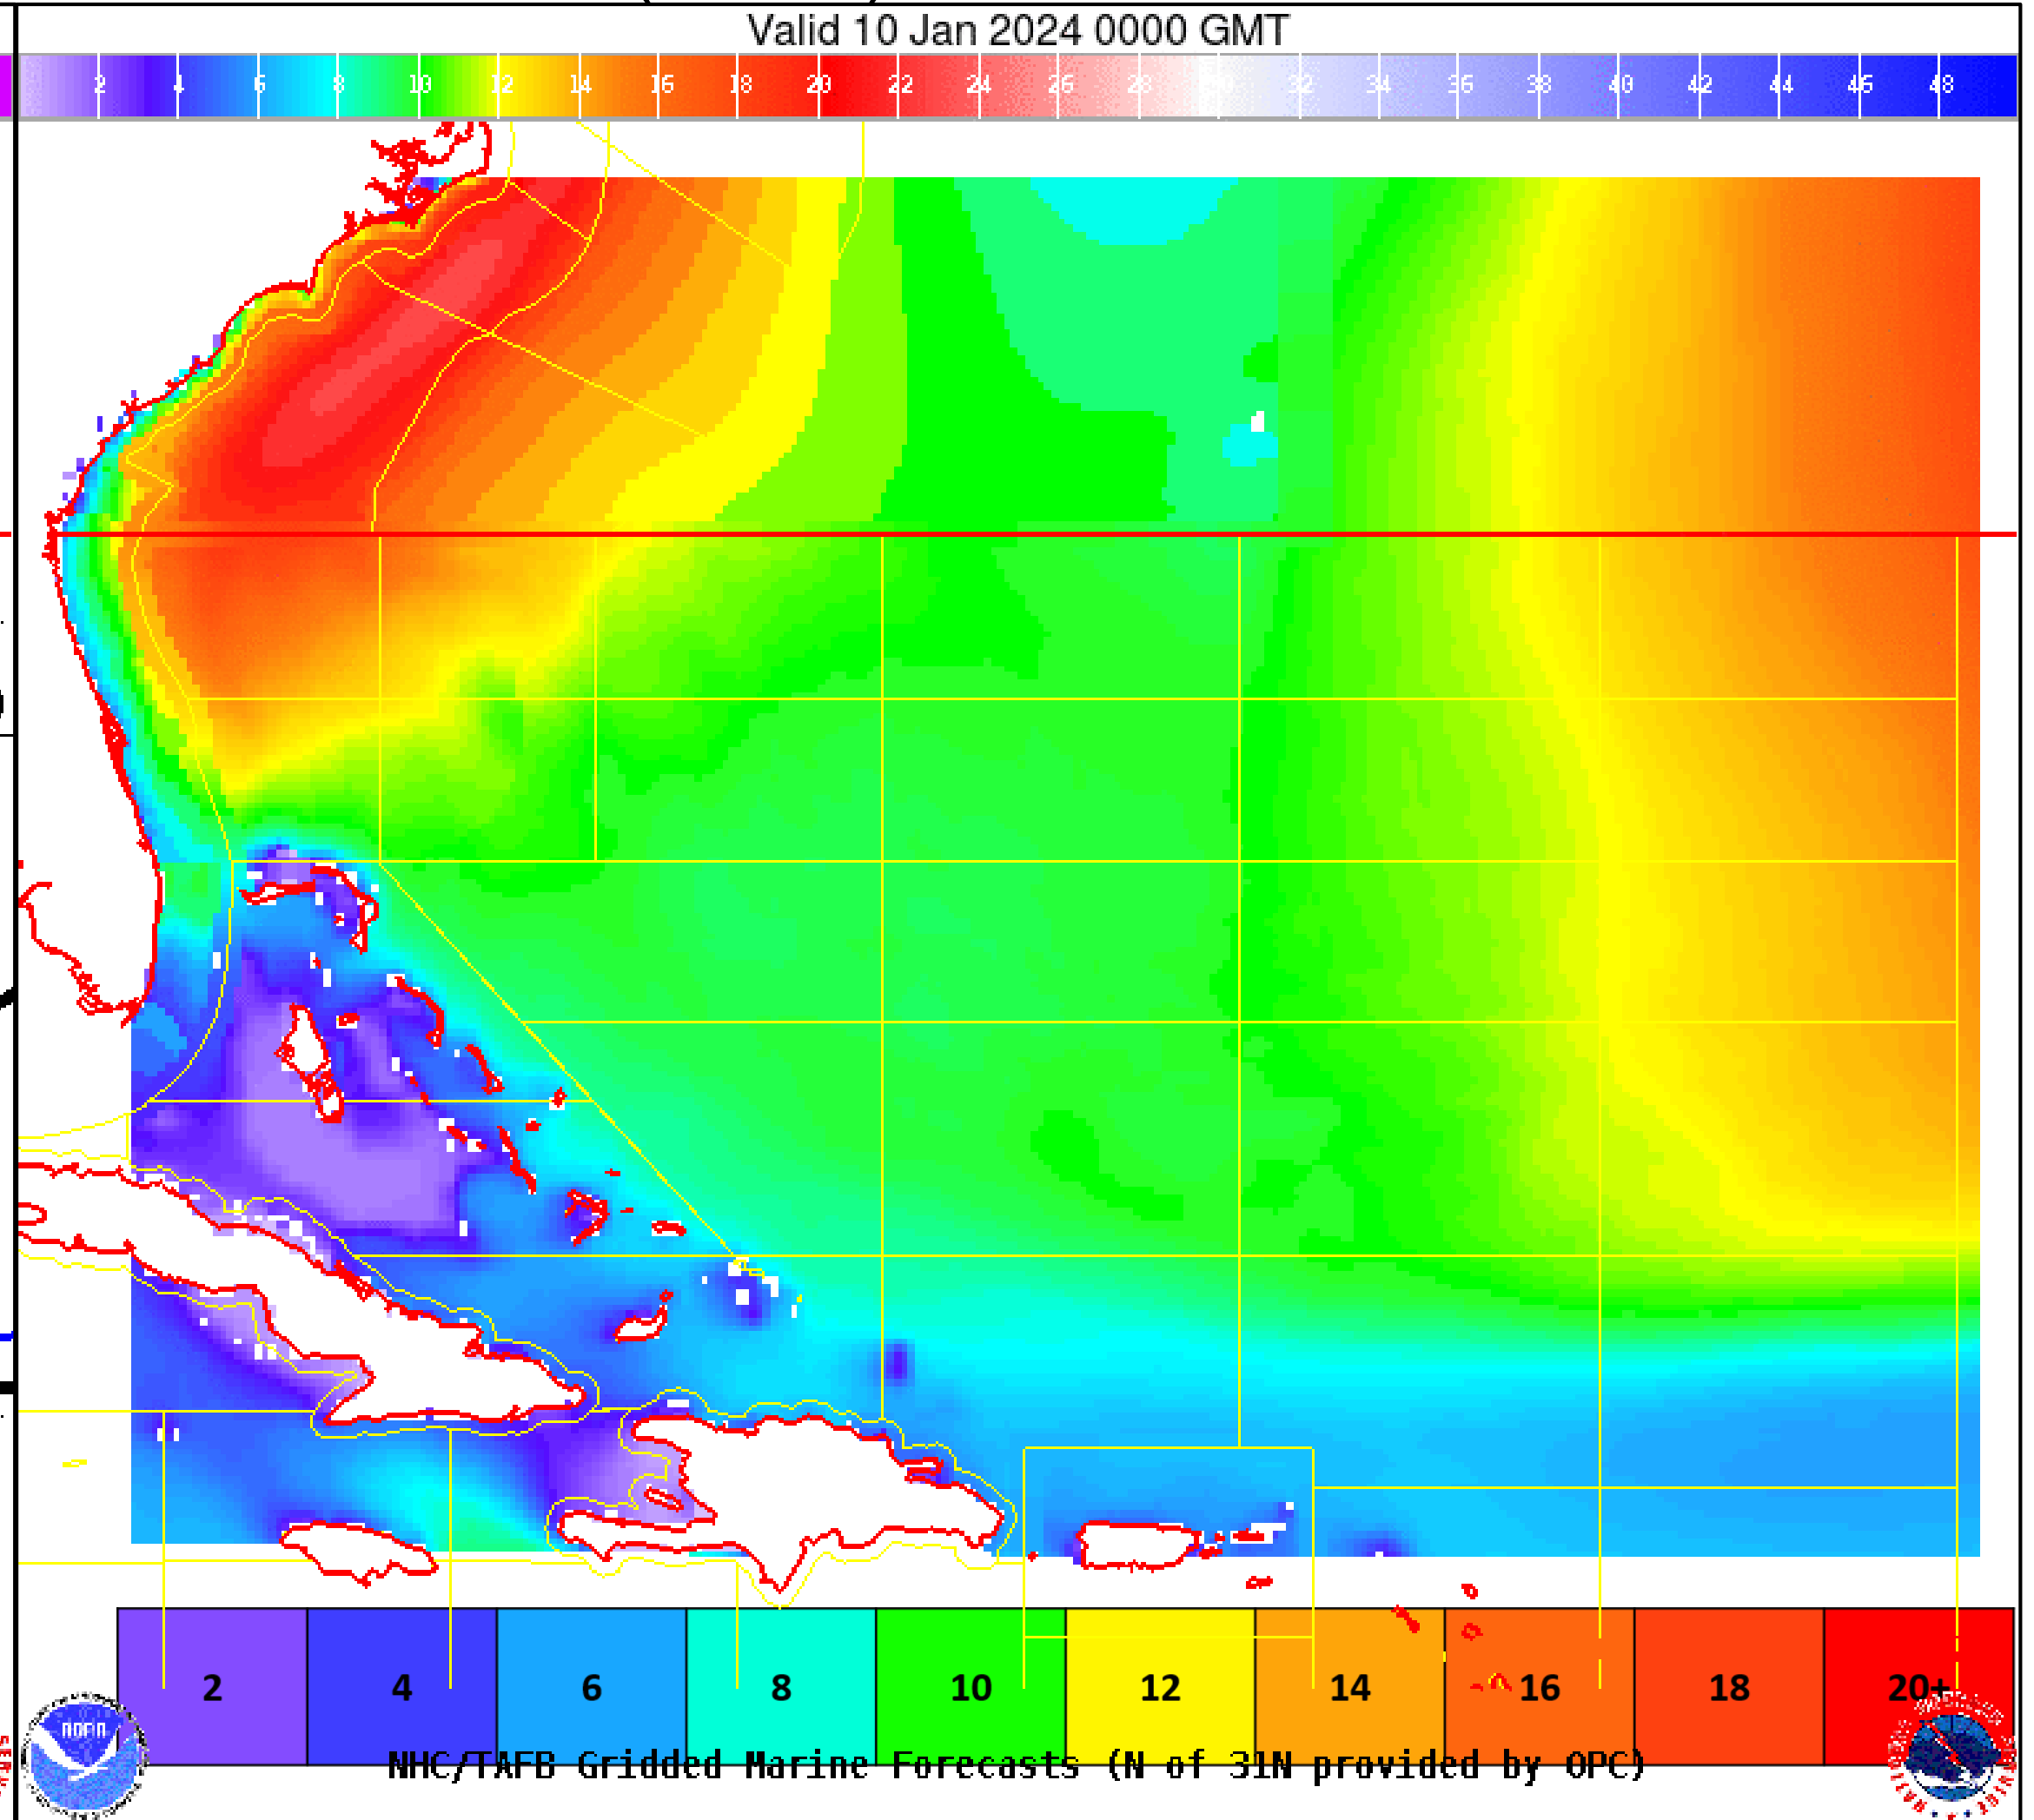 Valid 10 Jan 2024 0000 GMT
2 4 6 8 10 12 14 16 18 20 22 24 26 28 30 32 34 36 38 40 42 44 46 48
2 4 6 8 10 12 14 16 18 20+
NOAA
NHC/TAFB Gridded Marine Forecasts (N of 31N provided by OPC)